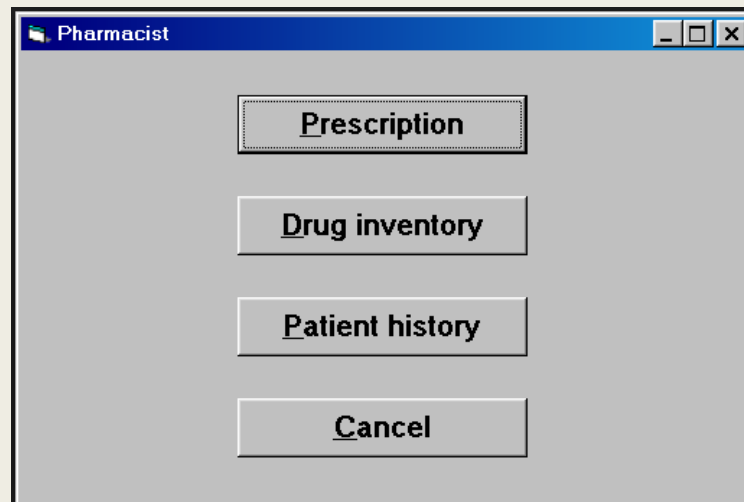 Pharmacist
Prescription
Drug inventory
Patient history
Cancel